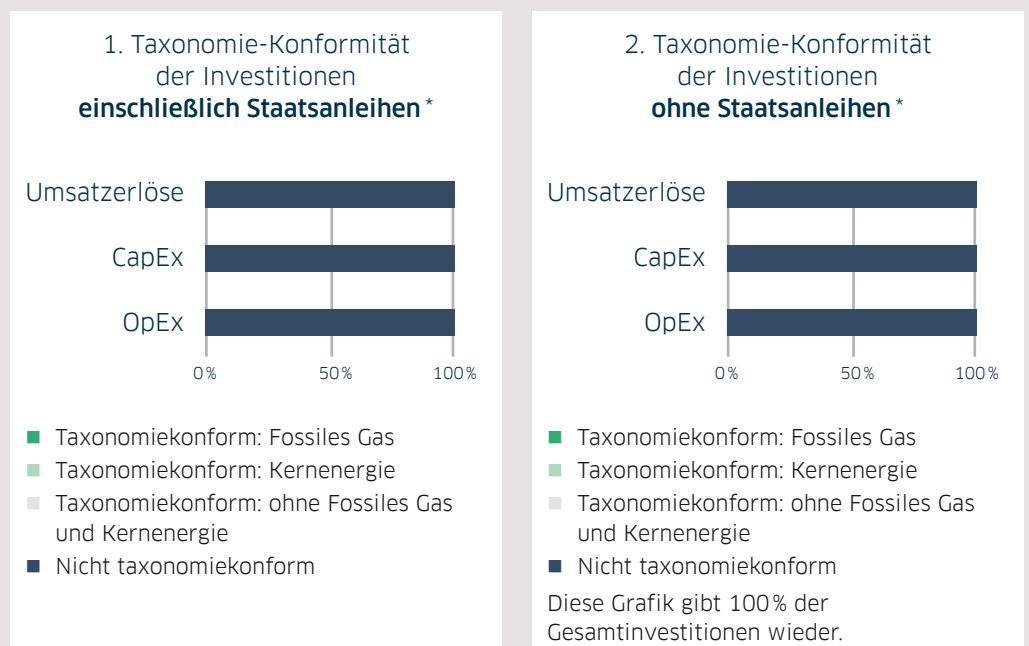 1. Taxonomie-Konformität
der Investitionen
einschließlich Staatsanleihen *
Umsatzerlöse
CapEx
OpEx
0 % 50 % 100 %
Taxonomiekonform: Fossiles Gas
Taxonomiekonform: Kernenergie
Taxonomiekonform: ohne Fossiles Gas
und Kernenergie
Nicht taxonomiekonform
2. Taxonomie-Konformität
der Investitionen
ohne Staatsanleihen *
Umsatzerlöse
CapEx
OpEx
0 % 50 % 100 %
Taxonomiekonform: Fossiles Gas
Taxonomiekonform: Kernenergie
Taxonomiekonform: ohne Fossiles Gas
und Kernenergie
Nicht taxonomiekonform
Diese Grafik gibt 100 % der
Gesamtinvestitionen wieder.